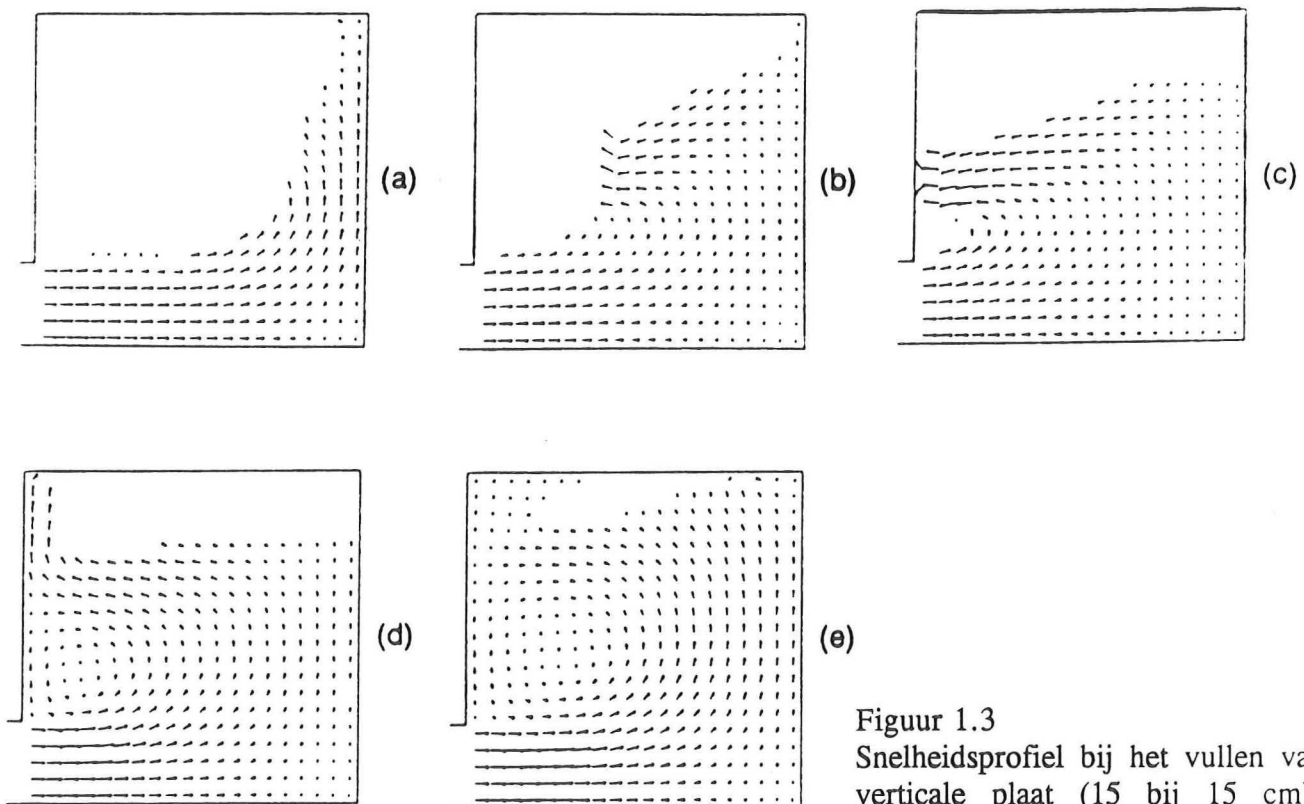 (a)
(b)
(c)
(d)
(e)
Figuur 1.3
Snelheidsprofiel bij het vullen va
verticale plaat (15 bij 15 cm)